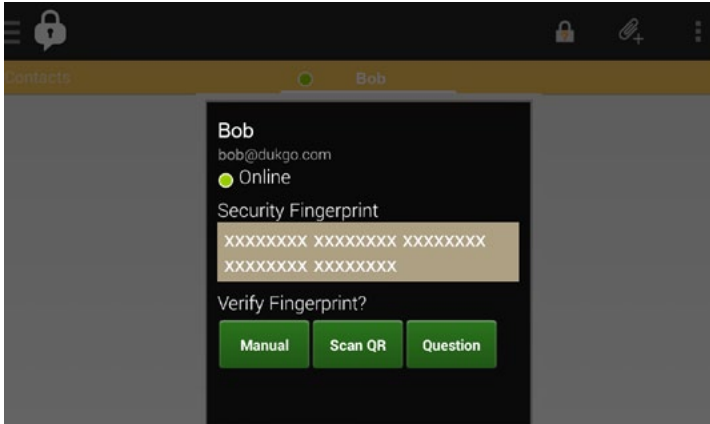 Contacts
Bob
Bob
bob@dukgo.com
Online
Security Fingerprint
XXXXXXXX XXXXXXXX XXXXXXXX
XXXXXXXX XXXXXXXX
Verify Fingerprint?
Manual Scan QR Question